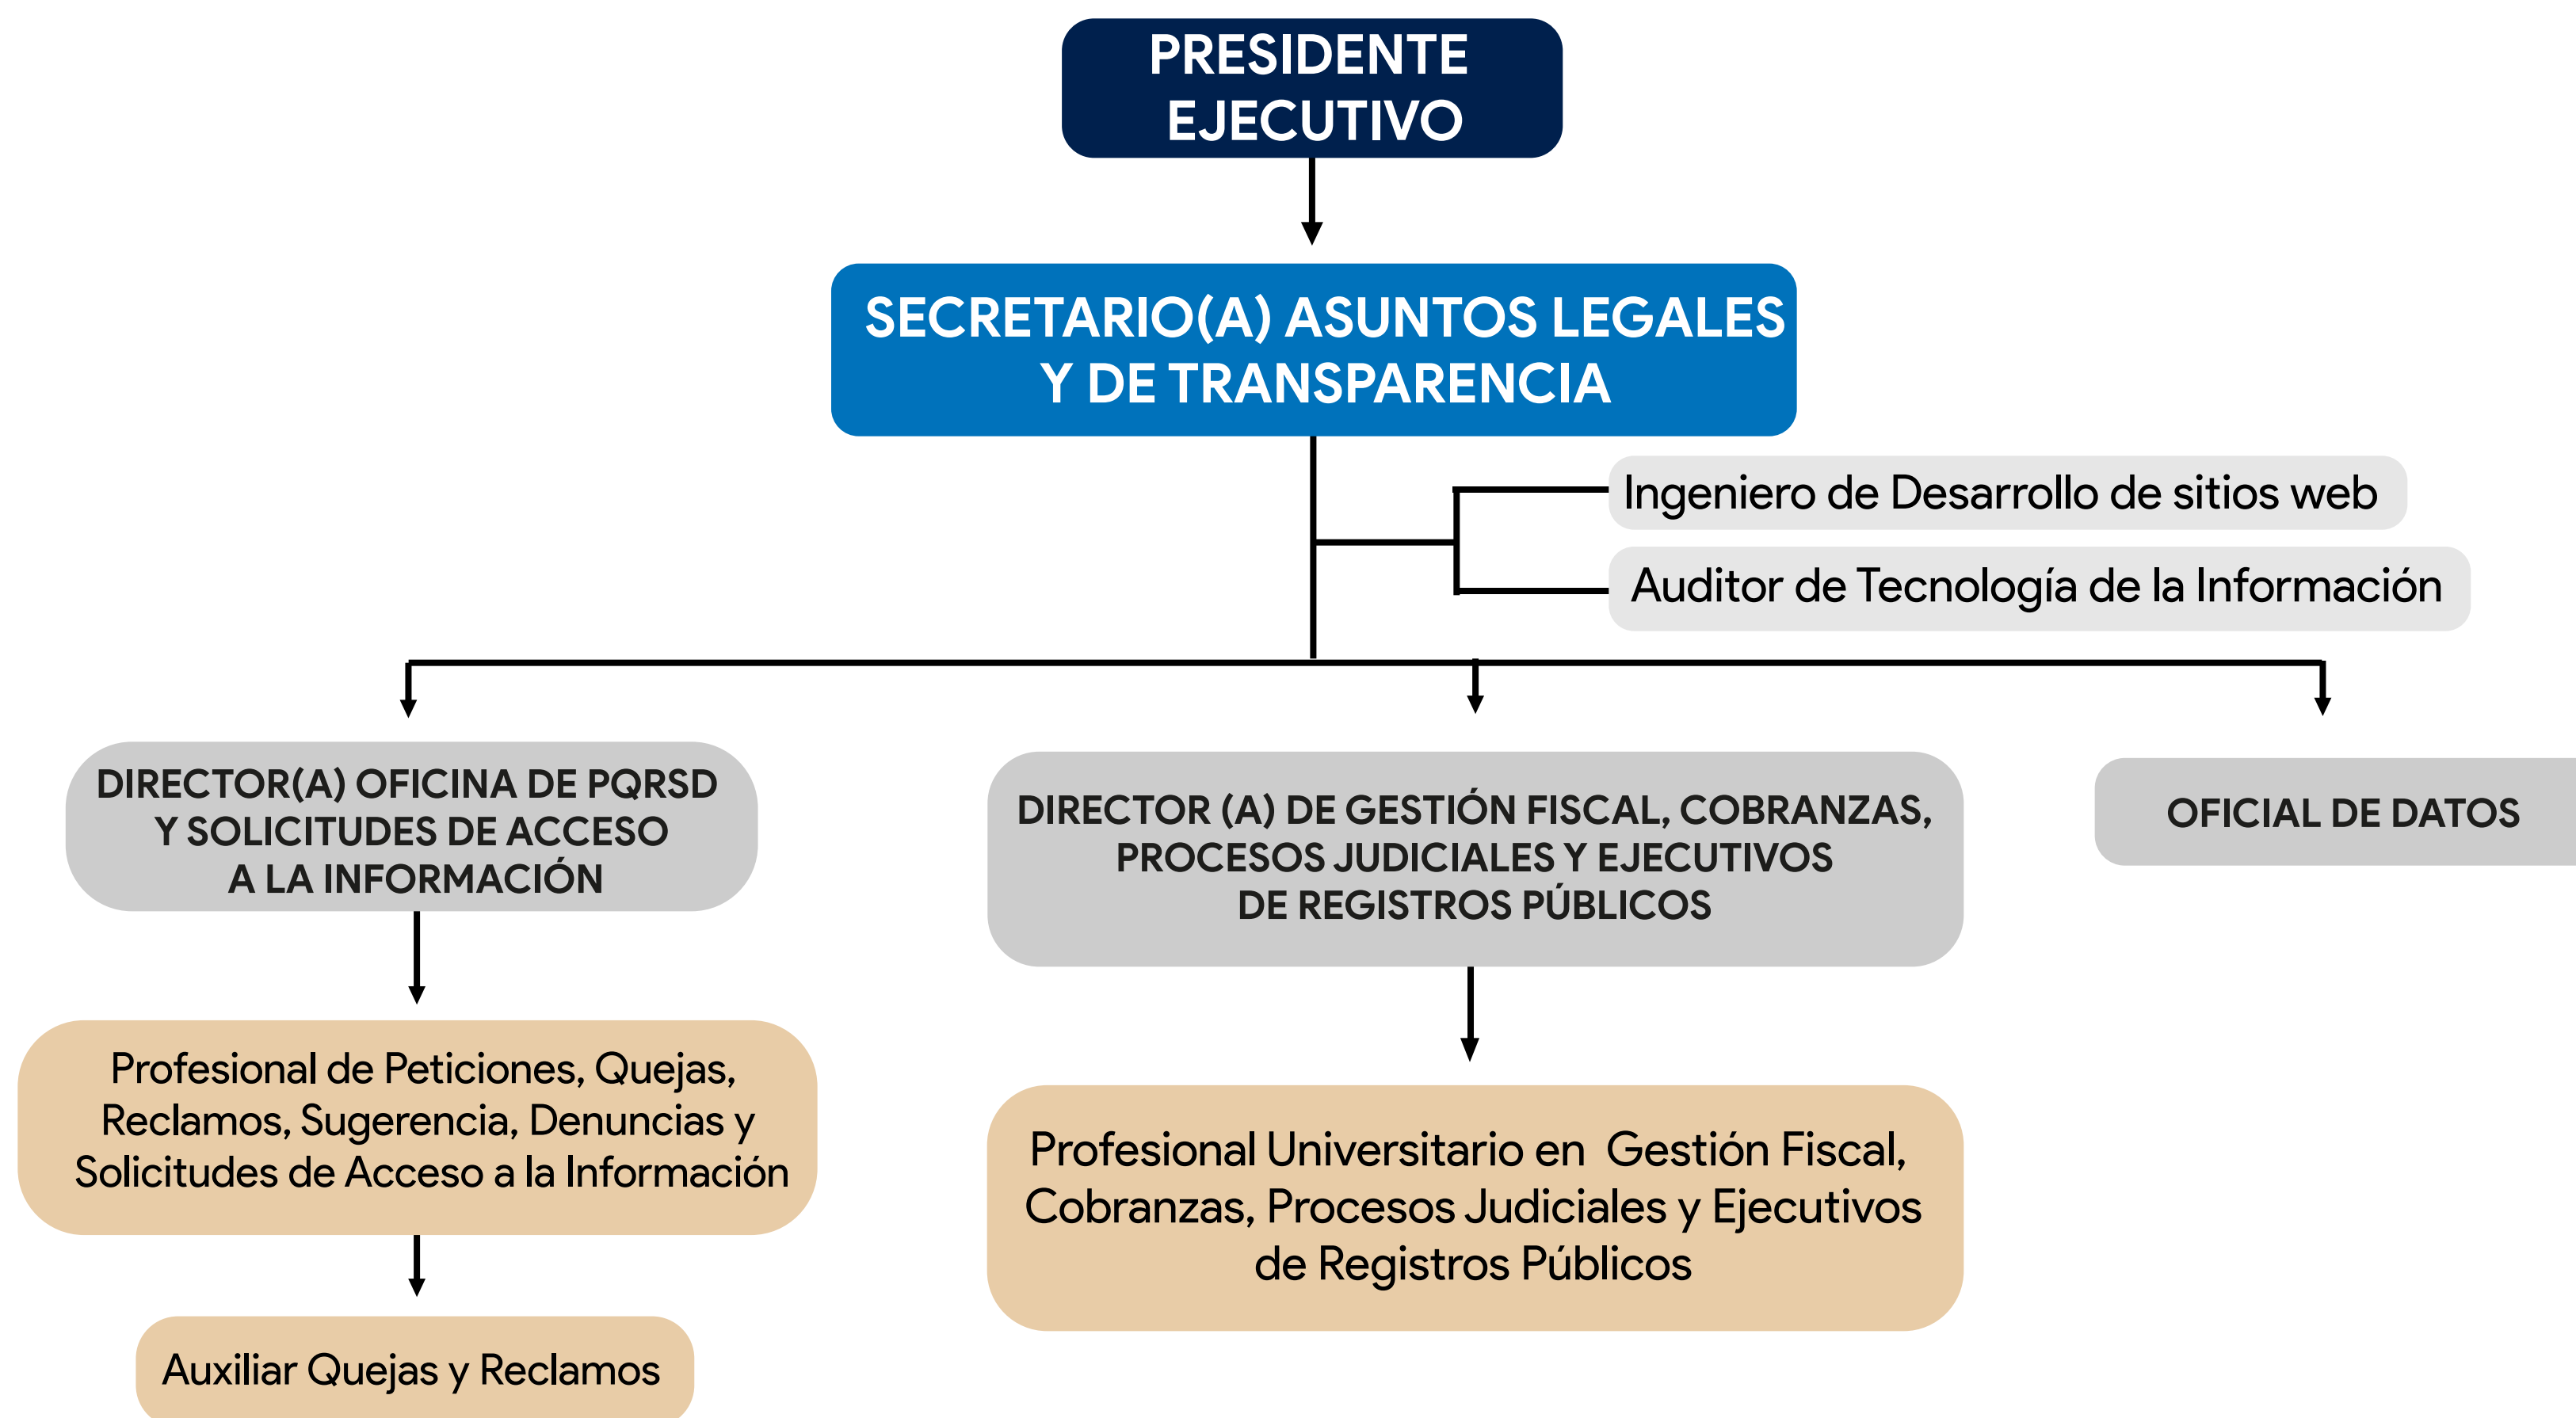 PRESIDENTE
EJECUTIVO
SECRETARIO(A) ASUNTOS LEGALES
Y DE TRANSPARENCIA
Ingeniero de Desarrollo de sitios web
Auditor de Tecnología de la Información
DIRECTOR(A) OFICINA DE PQRSD
Y SOLICITUDES DE ACCESO
A LA INFORMACIÓN
DIRECTOR (A) DE GESTIÓN FISCAL, COBRANZAS,
PROCESOS JUDICIALES Y EJECUTIVOS
DE REGISTROS PÚBLICOS
OFICIAL DE DATOS
Profesional de Peticiones, Quejas,
Reclamos, Sugerencia, Denuncias y
Solicitudes de Acceso a la Información
Profesional Universitario en  Gestión Fiscal,
Cobranzas, Procesos Judiciales y Ejecutivos
de Registros Públicos
Auxiliar Quejas y Reclamos